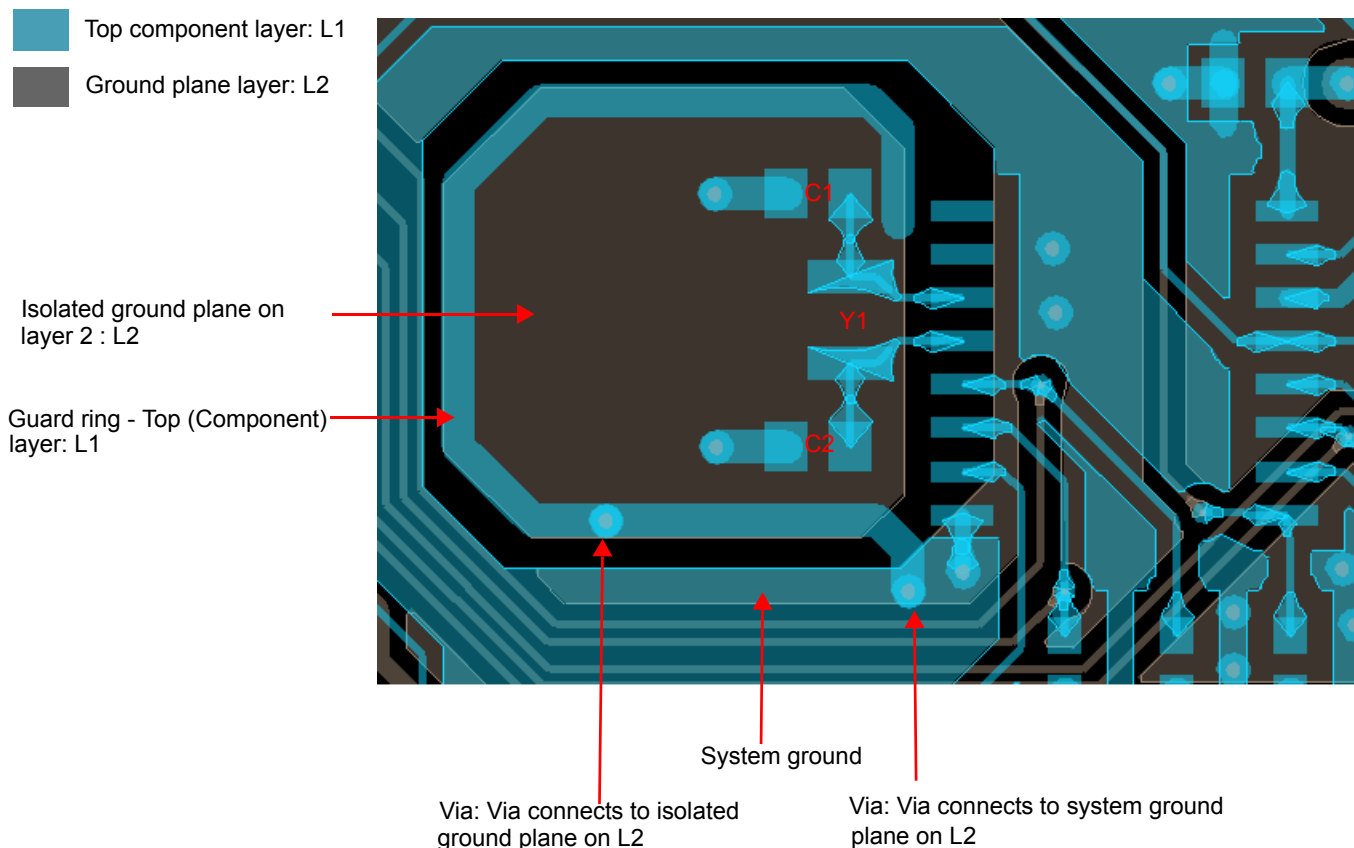 Top component layer: L1
Ground plane layer: L2
C1
Isolated ground plane on
layer 2 : L2
Y1
Guard ring - Top (Component)
layer: L1
C2
System ground
Via: Via connects to isolated
ground plane on L2
Via: Via connects to system ground
plane on L2